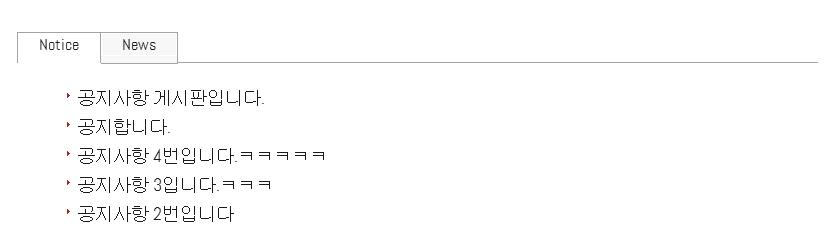 Notice News
공지사항 게시판입니다.
공지합니다.
공지사항 4번입니다.ㅋㅋㅋㅋㅋ
공지사항 3입니다.ㅋㅋㅋ
공지사항 2번입니다